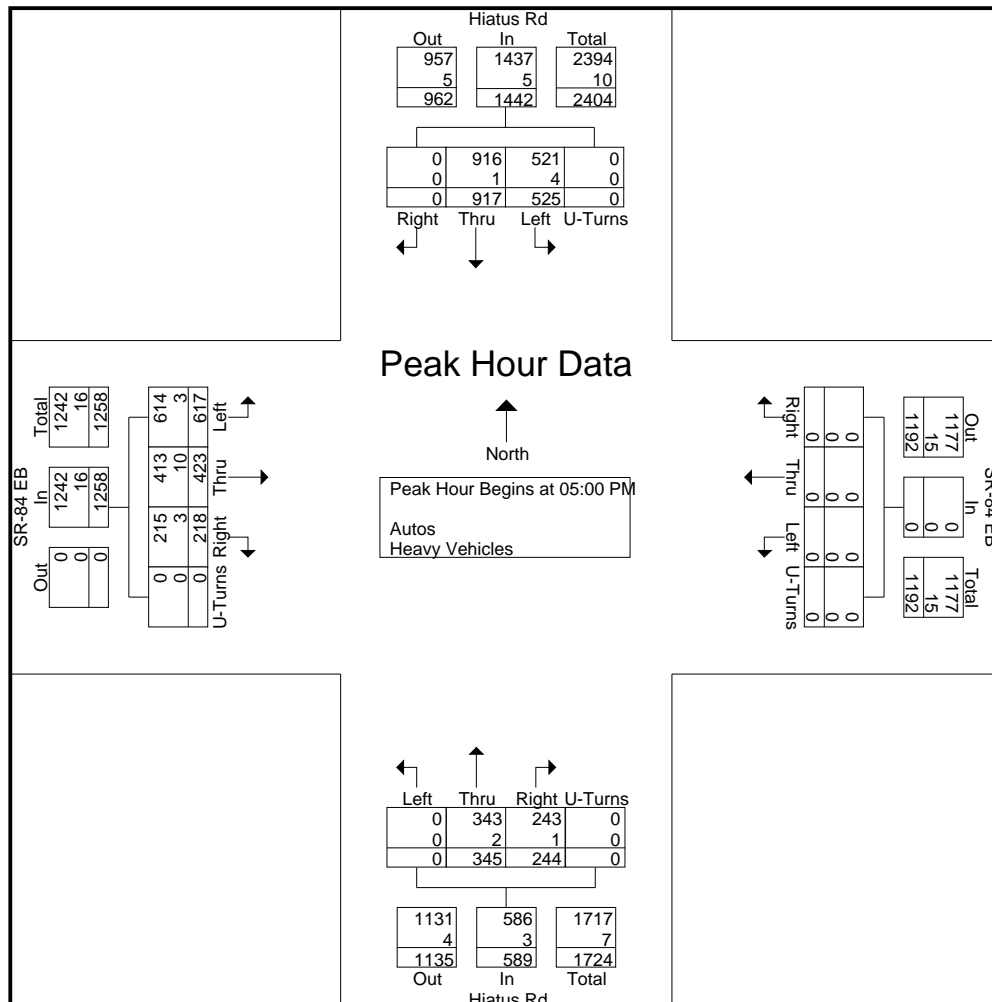 Hiatus Rd
Out In Total
957 1437 2394
5 5 10
962 1442 2404
0 916 521 0
0 1 4 0
0 917 525 0
Right Thru Left U-Turns
Peak Hour Data
North
Peak Hour Begins at 05:00 PM
Autos
Heavy Vehicles
SR-84 EB
Total In Out
1242 1242 0
16 16 0
1258 1258 0
614 413 215 0
3 10 3 0
617 423 218 0
Left Thru Right U-Turns
SR-84 EB
Out In Total
1177 0 1177
15 0 15
1192 0 1192
0 0 0 0
0 0 0 0
0 0 0 0
Right Thru Left U-Turns
Left Thru Right U-Turns
0 343 243 0
0 2 1 0
0 345 244 0
1131 586 1717
4 3 7
1135 589 1724
Out In Total
Hiatus Rd